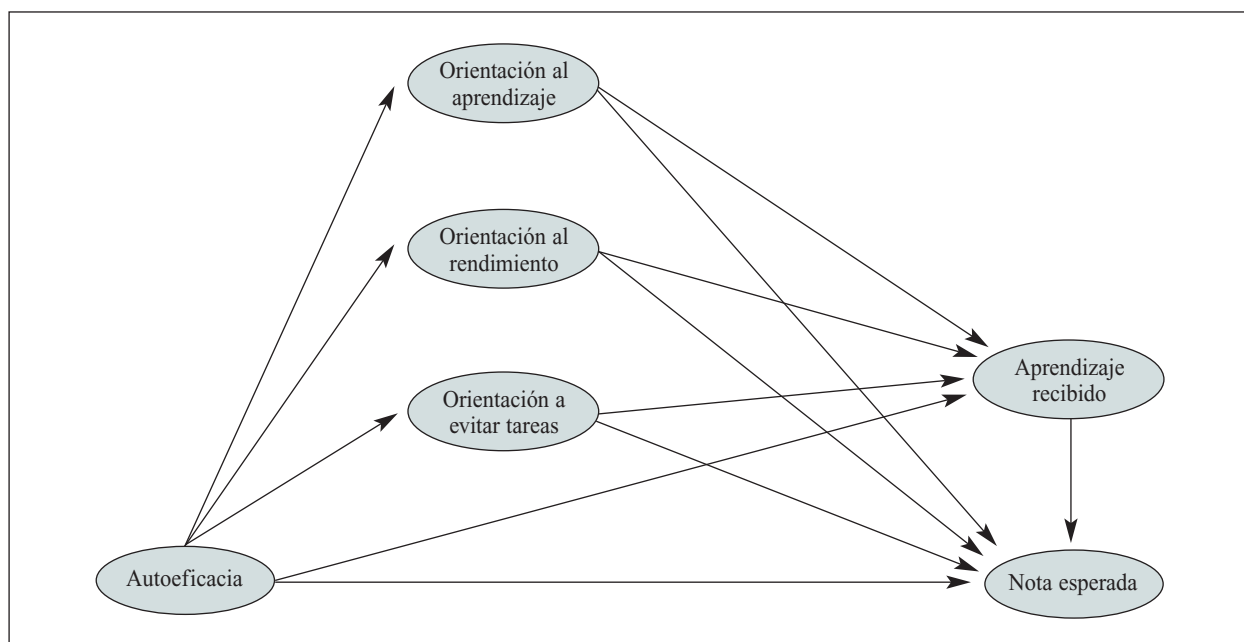 Orientación al
aprendizaje
Orientación al
rendimiento
Orientación a
evitar tareas
Aprendizaje
recibido
Autoeficacia
Nota esperada